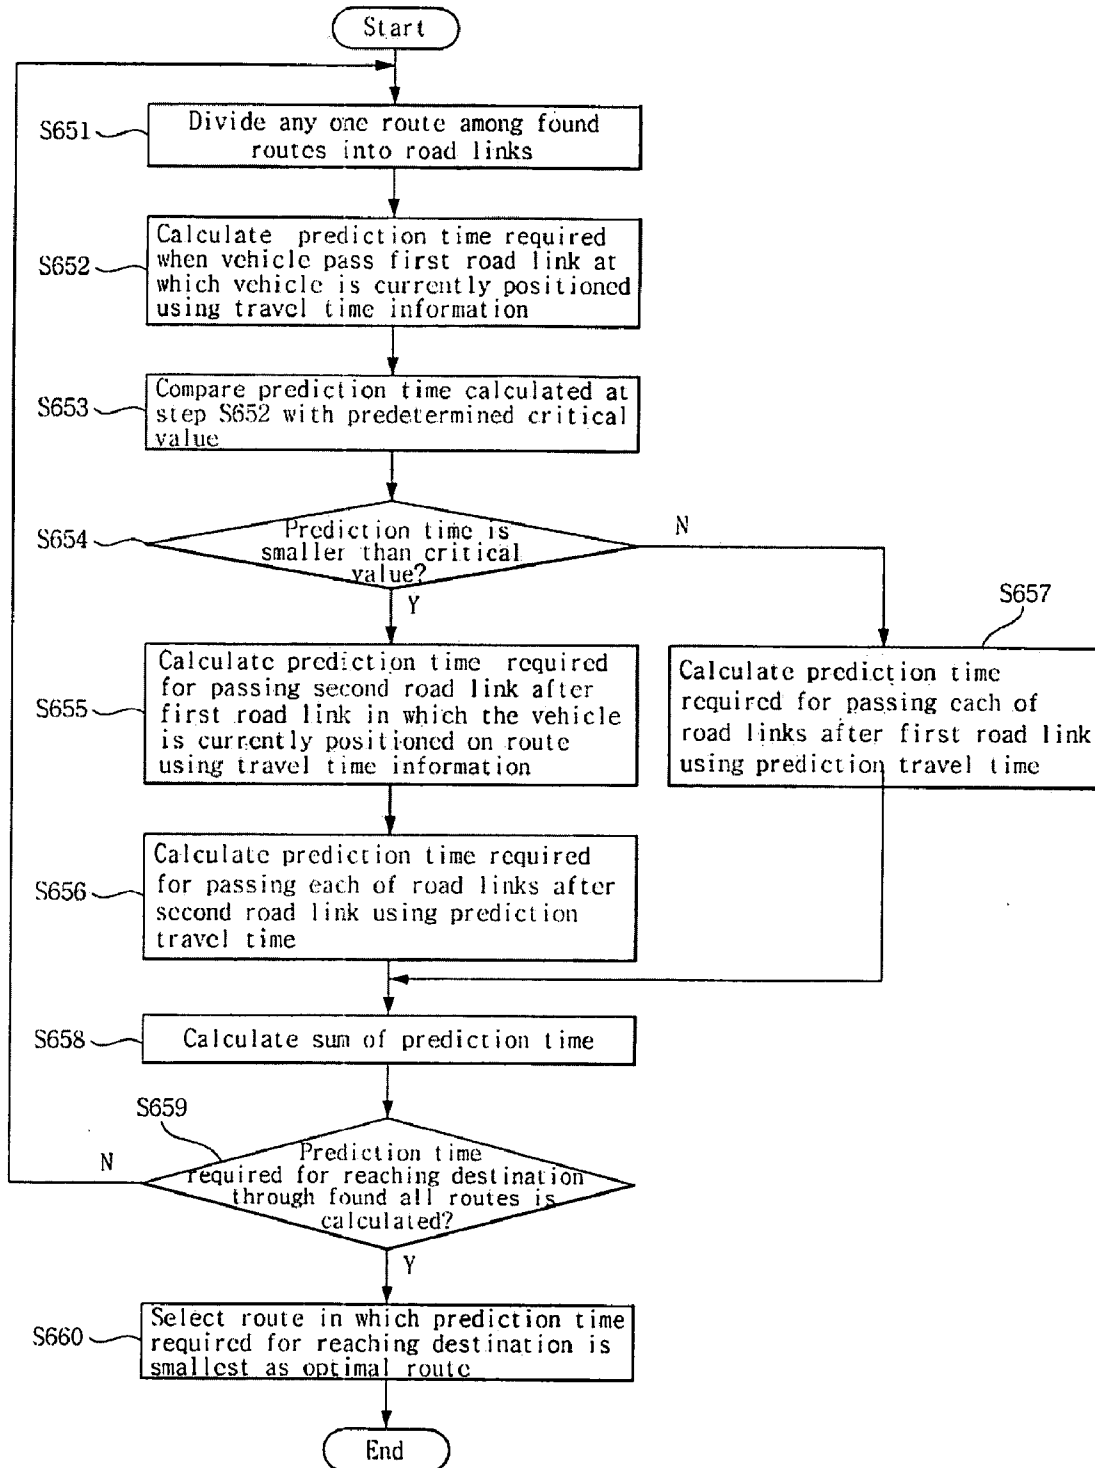 Start
S651
Divide any one route among found
routes into road links
S652
Calculate prediction time required
when vehicle pass first road link at
which vehicle is currently positioned
using travel time information
S653
Compare prediction time calculated at
step S652 with predetermined critical
value
S654
Prediction time is
smaller than critical
value?
N
Y
S655
Calculate prediction time required
for passing second road link after
first road link in which the vehicle
is currently positioned on route
using travel time information
S657
Calculate prediction time
required for passing each of
road links after first road link
using prediction travel time
S656
Calculate prediction time required
for passing each of road links after
second road link using prediction
travel time
S658
Calculate sum of prediction time
S659
Prediction time
required for reaching destination
through found all routes is
calculated?
N
Y
S660
Select route in which prediction time
required for reaching destination is
smallest as optimal route
End